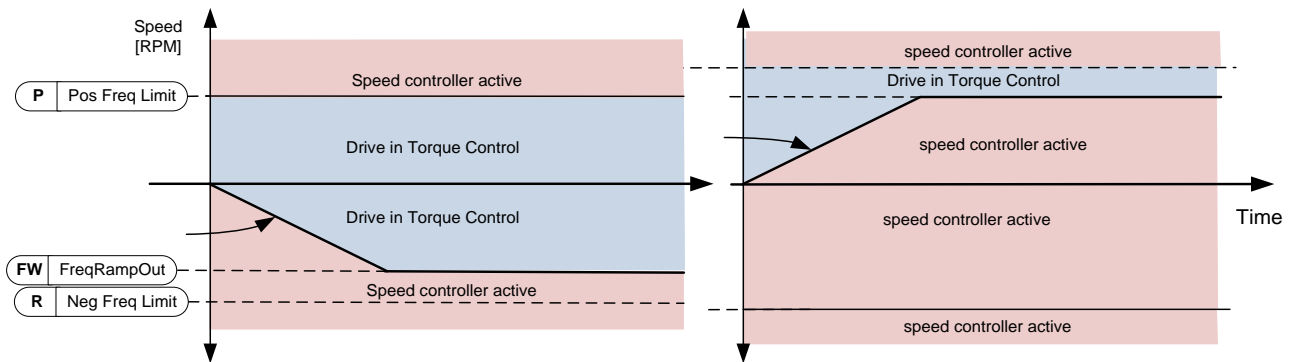 Speed
[RPM]
speed controller active
Speed controller active
Drive in Torque Control
P Pos Freq Limit
Drive in Torque Control
speed controller active
Drive in Torque Control
speed controller active
Time
FW FreqRampOut
Speed controller active
R Neg Freq Limit
speed controller active